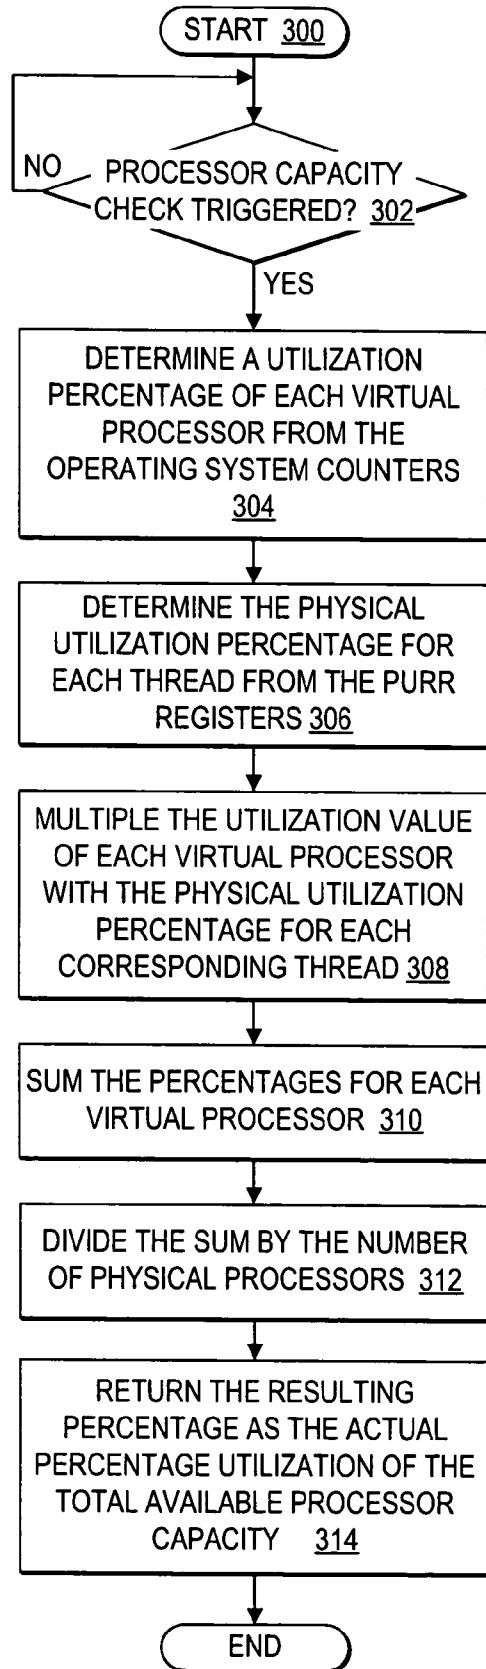 START 300
NO
PROCESSOR CAPACITY
CHECK TRIGGERED? 302
YES
DETERMINE A UTILIZATION
PERCENTAGE OF EACH VIRTUAL
PROCESSOR FROM THE
OPERATING SYSTEM COUNTERS
304
DETERMINE THE PHYSICAL
UTILIZATION PERCENTAGE FOR
EACH THREAD FROM THE PURR
REGISTERS 306
MULTIPLE THE UTILIZATION VALUE
OF EACH VIRTUAL PROCESSOR
WITH THE PHYSICAL UTILIZATION
PERCENTAGE FOR EACH
CORRESPONDING THREAD 308
SUM THE PERCENTAGES FOR EACH
VIRTUAL PROCESSOR 310
DIVIDE THE SUM BY THE NUMBER
OF PHYSICAL PROCESSORS 312
RETURN THE RESULTING
PERCENTAGE AS THE ACTUAL
PERCENTAGE UTILIZATION OF THE
TOTAL AVAILABLE PROCESSOR
CAPACITY 314
END